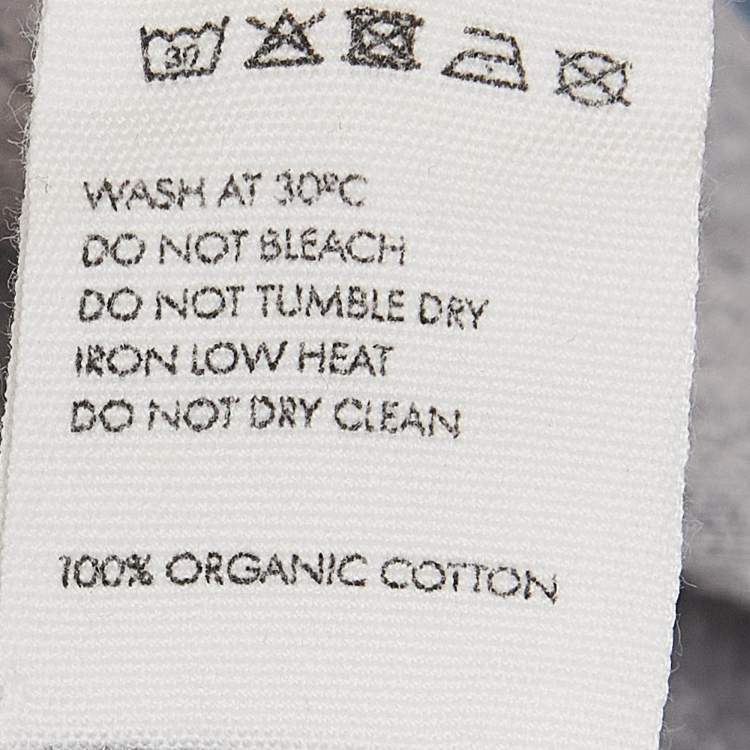 30
WASH AT 30ºC
DO NOT BLEACH
DO NOT TUMBLE DRY
IRON LOW HEAT
DO NOT DRY CLEAN
100% ORGANIC COTTON